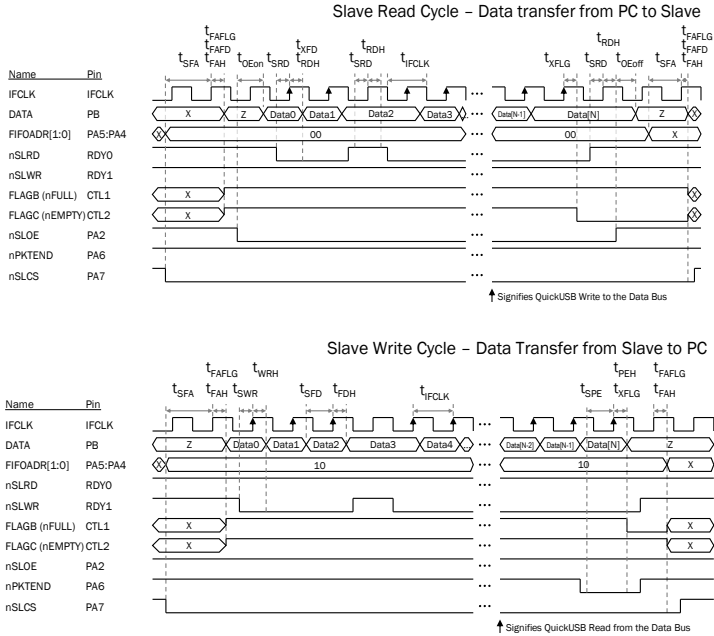 Slave Read Cycle – Data transfer from PC to Slave
tFAFLG tFAFLG
tFAFD tXFD tRDH tRDH tFAFD
tSFA tFAH tOEon tSRD tRDH tSRD tIFCLK tXFLG tSRD tOEoff tSFA tFAH
Name Pin
IFCLK IFCLK ...
DATA PB X Z Data0 Data1 Data2 Data3 ... Data[N-1] Data[N] Z
FIFOADR[1:0] PA5:PA4 X 00 ... 00 X
nSLRD RDY0 ...
nSLWR RDY1 ...
FLAGB (nFULL) CTL1 X ... X
FLAGC (nEMPTY) CTL2 X ... X
nSLOE PA2 ...
nPKTEND PA6 ...
nSLCS PA7 ...
Signifies QuickUSB Write to the Data Bus
Slave Write Cycle – Data Transfer from Slave to PC
tFAFLG tWRH tPEH tFAFLG
tSFA tFAH tSWR tSFD tFDH tIFCLK tSPE tXFLG tFAH
Name Pin
IFCLK IFCLK ...
DATA PB Z Data0 Data1 Data2 Data3 Data4 ... Data[N-2] Data[N-1] Data[N] Z
FIFOADR[1:0] PA5:PA4 X 10 ... 10 X
nSLRD RDY0 ...
nSLWR RDY1 ...
FLAGB (nFULL) CTL1 X ... X
FLAGC (nEMPTY) CTL2 X ... X
nSLOE PA2 ...
nPKTEND PA6 ...
nSLCS PA7 ...
Signifies QuickUSB Read from the Data Bus